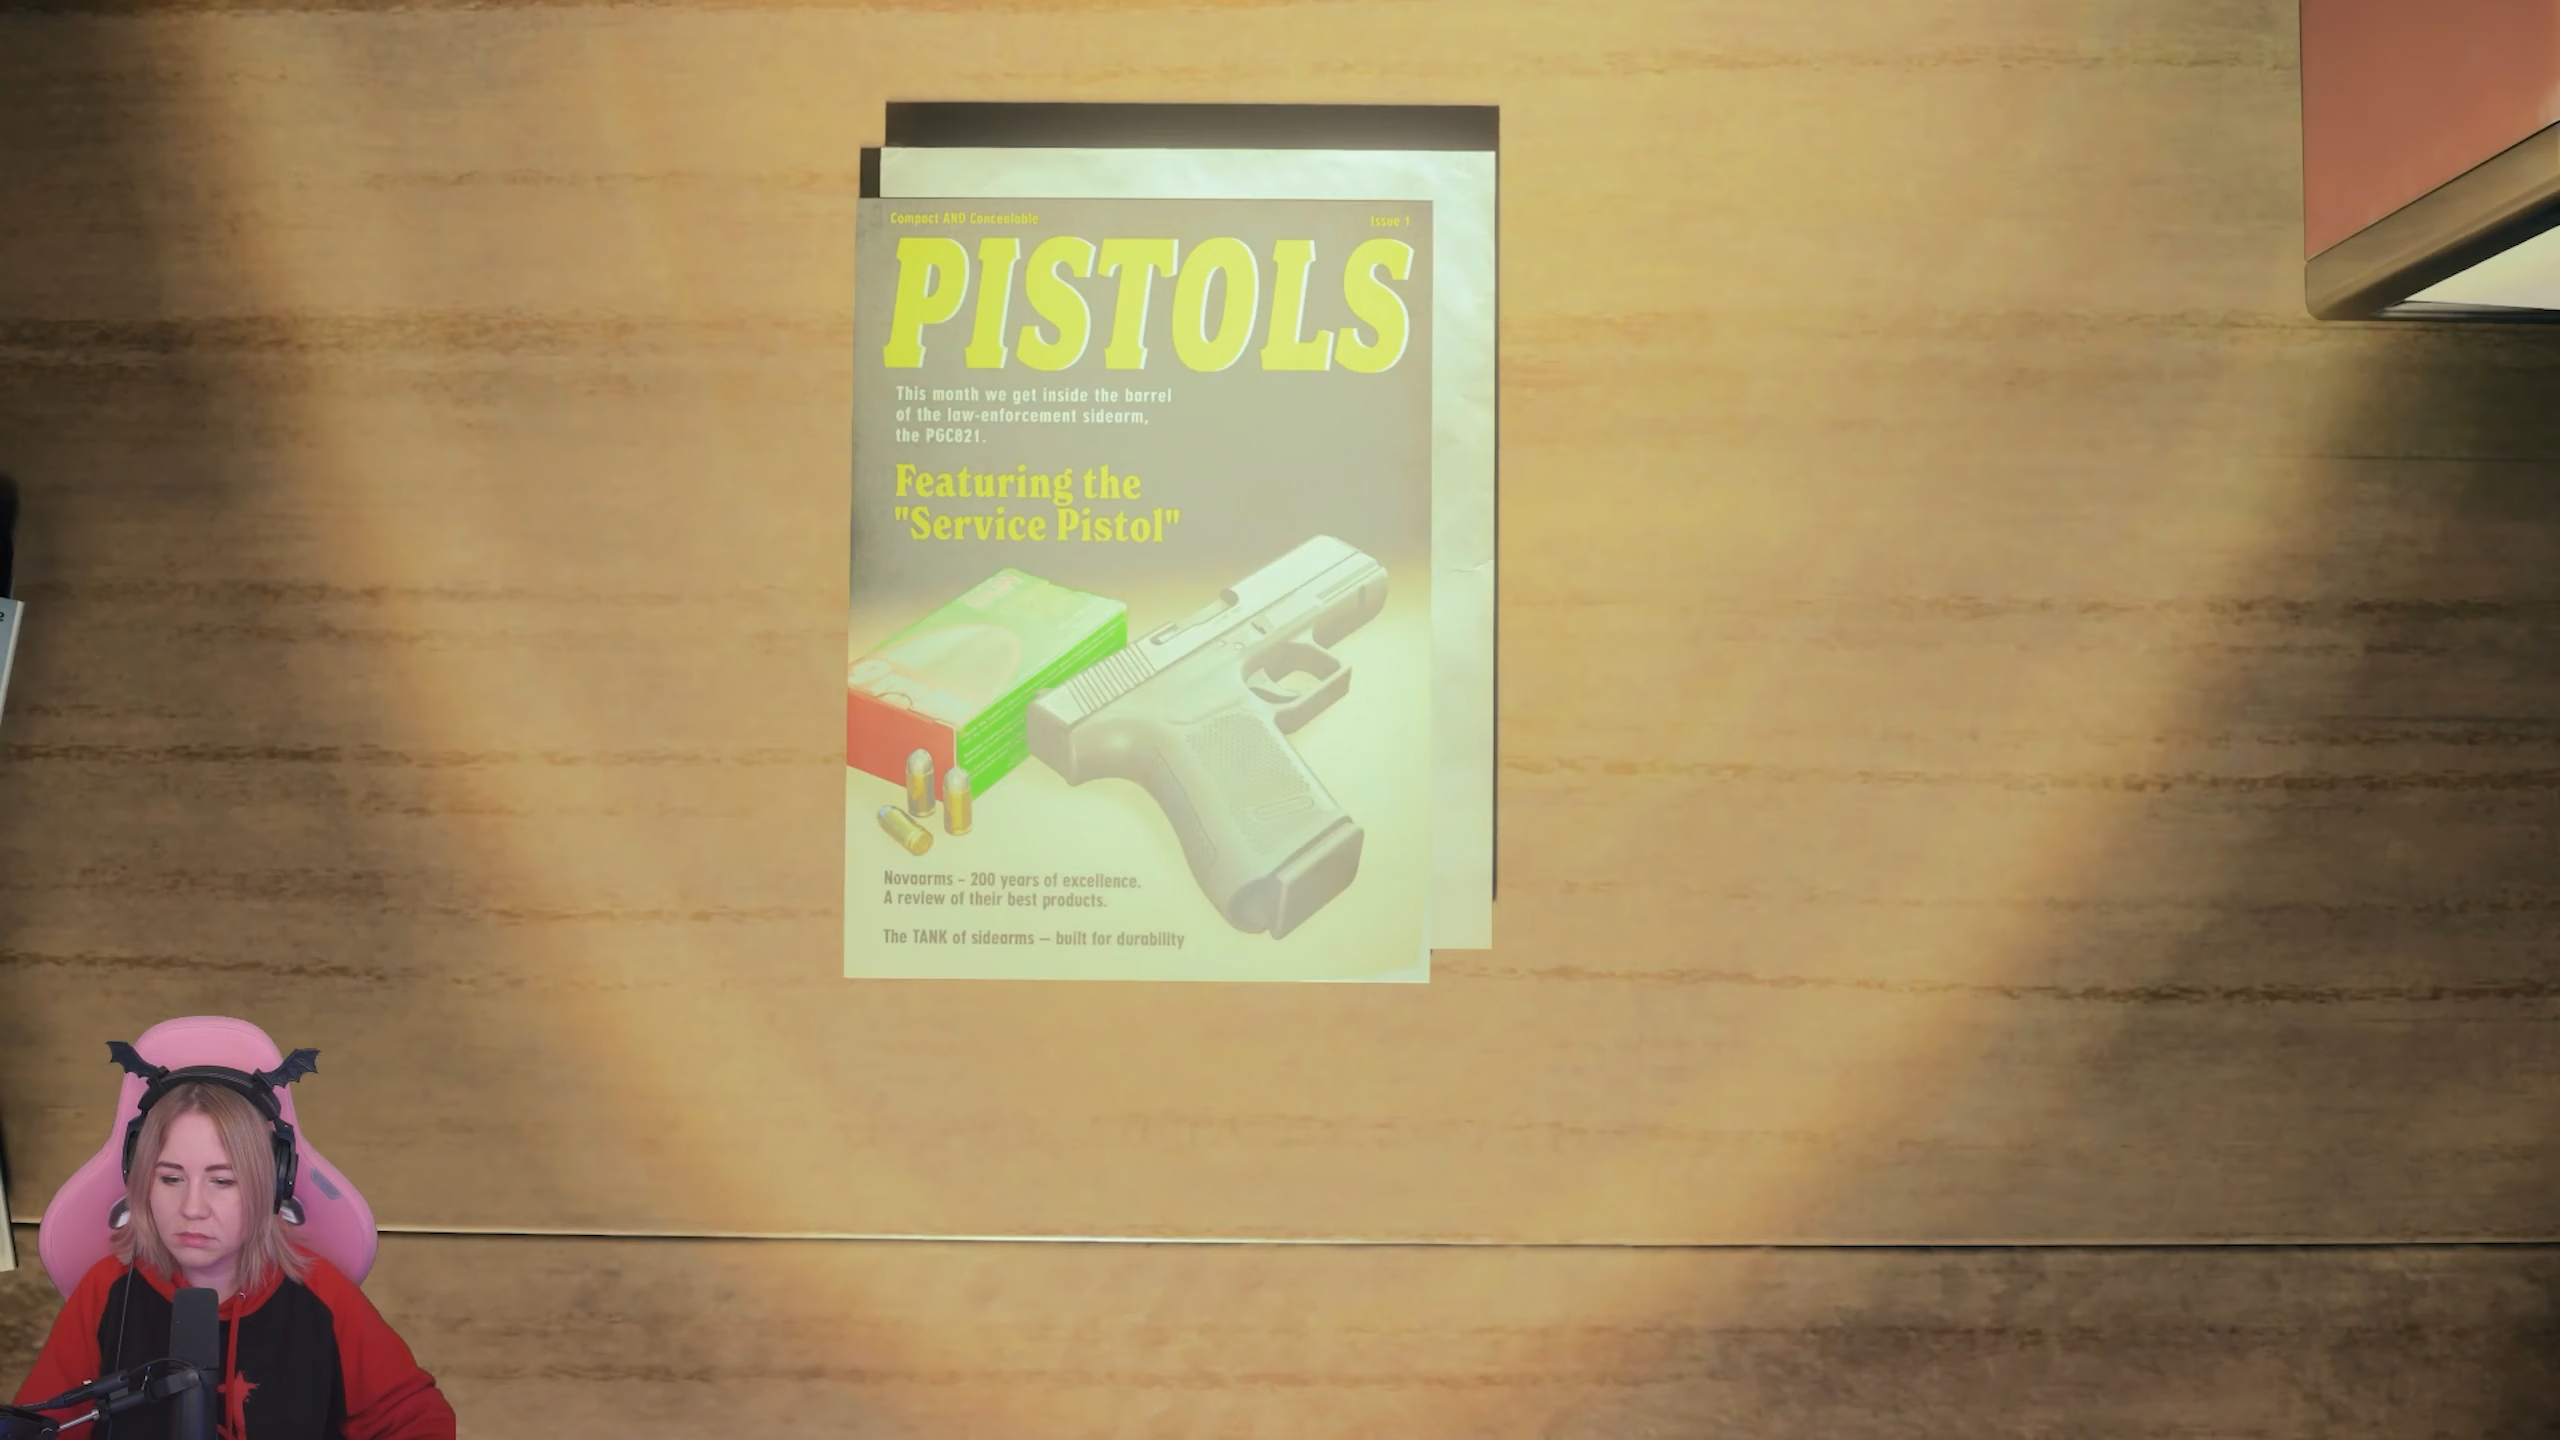 Compact AND Concealable
Issue 1
PISTOLS
This month we get inside the barrel
of the law-enforcement sidearm,
the PGC821.
Featuring the
"Service Pistol"
Novaarms – 200 years of excellence.
A review of their best products.
The TANK of sidearms – built for durability
2